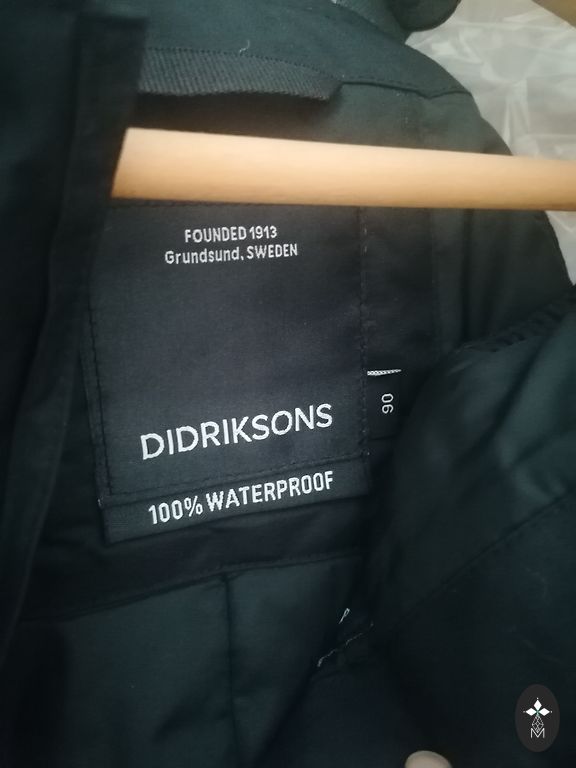 FOUNDED 1913
Grundsund, SWEDEN
DIDRIKSONS
100% WATERPROOF
90
M